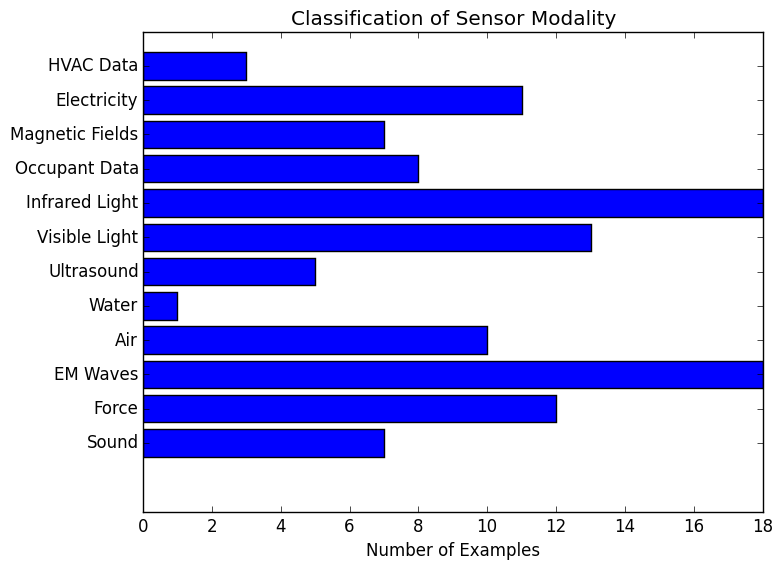 Classification of Sensor Modality
HVAC Data
Electricity
Magnetic Fields
Occupant Data
Infrared Light
Visible Light
Ultrasound
Water
Air
EM Waves
Force
Sound
0 2 4 6 8 10 12 14 16 18
Number of Examples